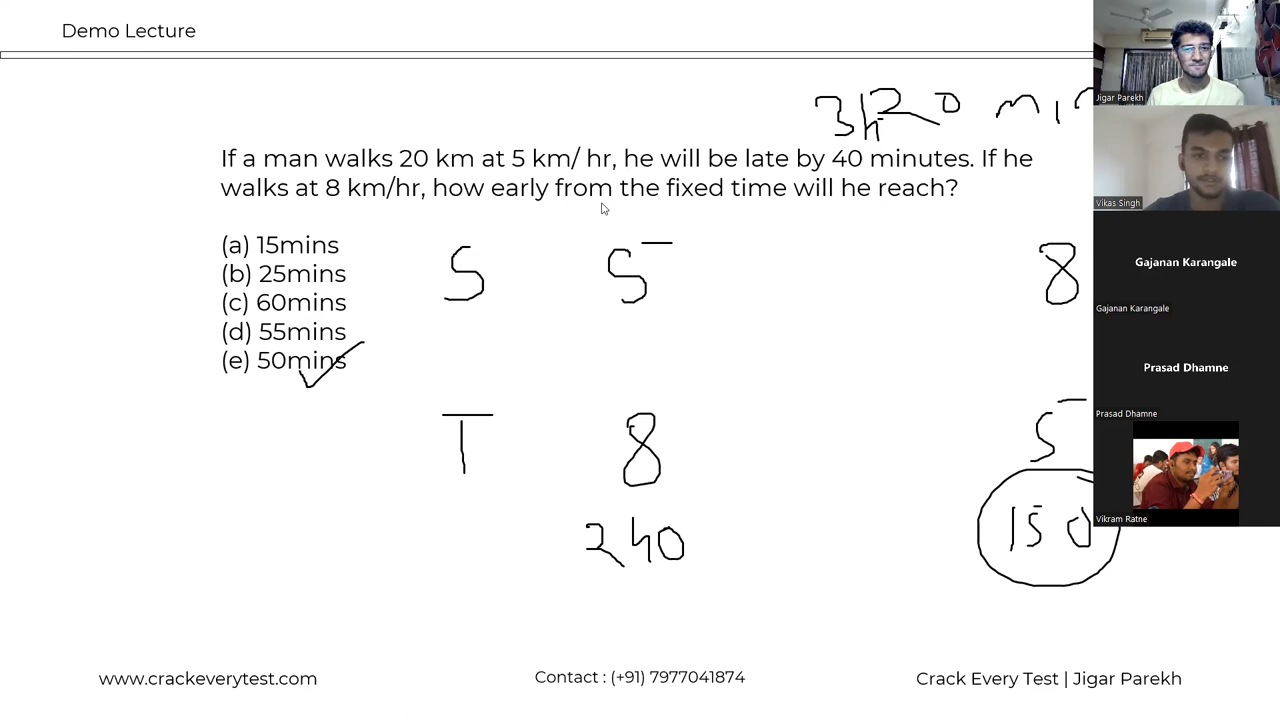 Demo Lecture
3h 20 min
If a man walks 20 km at 5 km/ hr, he will be late by 40 minutes. If he
walks at 8 km/hr, how early from the fixed time will he reach?
(a) 15mins
(b) 25mins
(c) 60mins
(d) 55mins
(e) 50mins
S 5 8
T 8 5
240 150
www.crackeverytest.com
Contact : (+91) 7977041874
Crack Every Test | Jigar Parekh
Jigar Parekh
Vikas Singh
Gajanan Karangale
Gajanan Karangale
Prasad Dhamne
Prasad Dhamne
Vikram Ratne